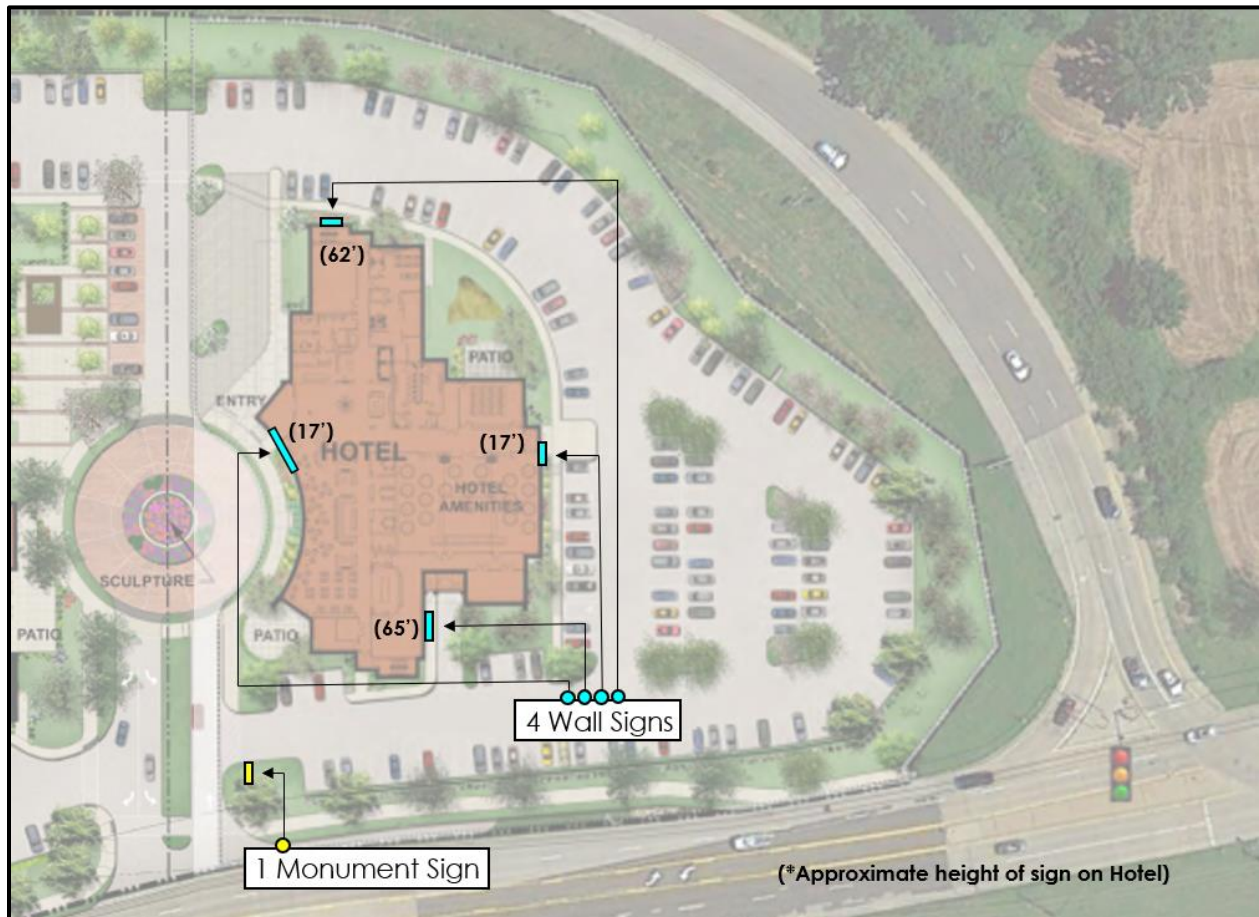 (62')
PATIO
ENTRY
(17')
HOTEL
(17')
HOTEL
AMENITIES
SCULPTURE
PATIO
PATIO
(65')
4 Wall Signs
1 Monument Sign
(*Approximate height of sign on Hotel)